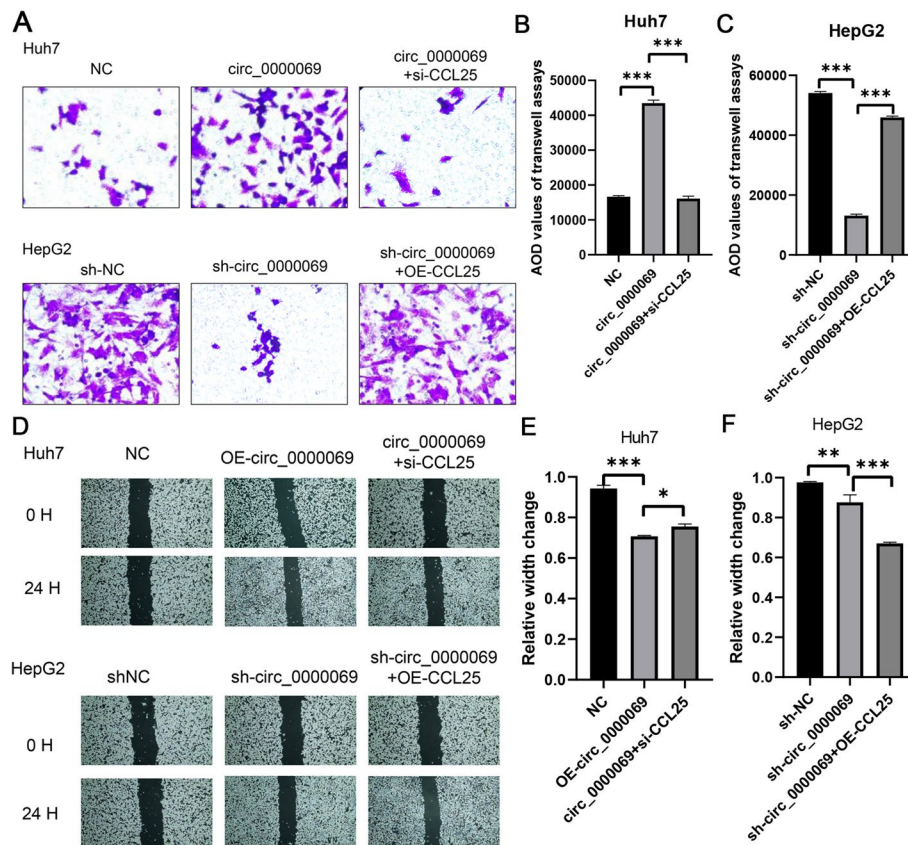 A
Huh7
NC
circ_0000069
circ_0000069
+si-CCL25
HepG2
sh-NC
sh-circ_0000069
sh-circ_0000069
+OE-CCL25
B
Huh7
AOD values of transwell assays
50000
40000
30000
20000
10000
0
***
***
NC
circ_0000069
circ_0000069+si-CCL25
C
HepG2
AOD values of transwell assays
60000
40000
20000
0
***
***
sh-NC
sh-circ_0000069
sh-circ_0000069+OE-CCL25
D
Huh7
NC
OE-circ_0000069
circ_0000069
+si-CCL25
0 H
24 H
HepG2
shNC
sh-circ_0000069
sh-circ_0000069
+OE-CCL25
0 H
24 H
E
Huh7
Relative width change
1.0
0.8
0.6
0.4
0.2
0.0
***
*
NC
OE-circ_0000069
circ_0000069+si-CCL25
F
HepG2
Relative width change
1.0
0.8
0.6
0.4
0.2
0.0
**
***
sh-NC
sh-circ_0000069
sh-circ_0000069+OE-CCL25